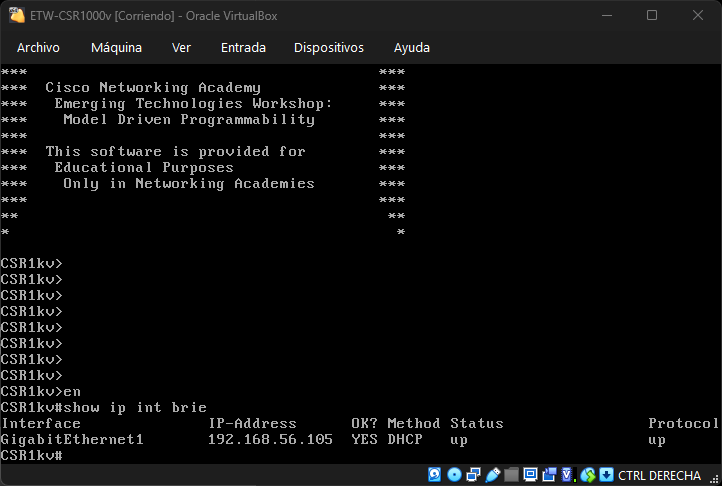 ETW-CSR1000v [Corriendo] - Oracle VirtualBox
Archivo Máquina Ver Entrada Dispositivos Ayuda
*** ***
*** Cisco Networking Academy ***
*** Emerging Technologies Workshop: ***
*** Model Driven Programmability ***
*** ***
*** This software is provided for ***
*** Educational Purposes ***
*** Only in Networking Academies ***
*** ***
** **
* *
CSR1kv>
CSR1kv>
CSR1kv>
CSR1kv>
CSR1kv>
CSR1kv>
CSR1kv>
CSR1kv>
CSR1kv>en
CSR1kv#show ip int brie
Interface IP-Address OK? Method Status Protocol
GigabitEthernet1 192.168.56.105 YES DHCP up up
CSR1kv#
CTRL DERECHA